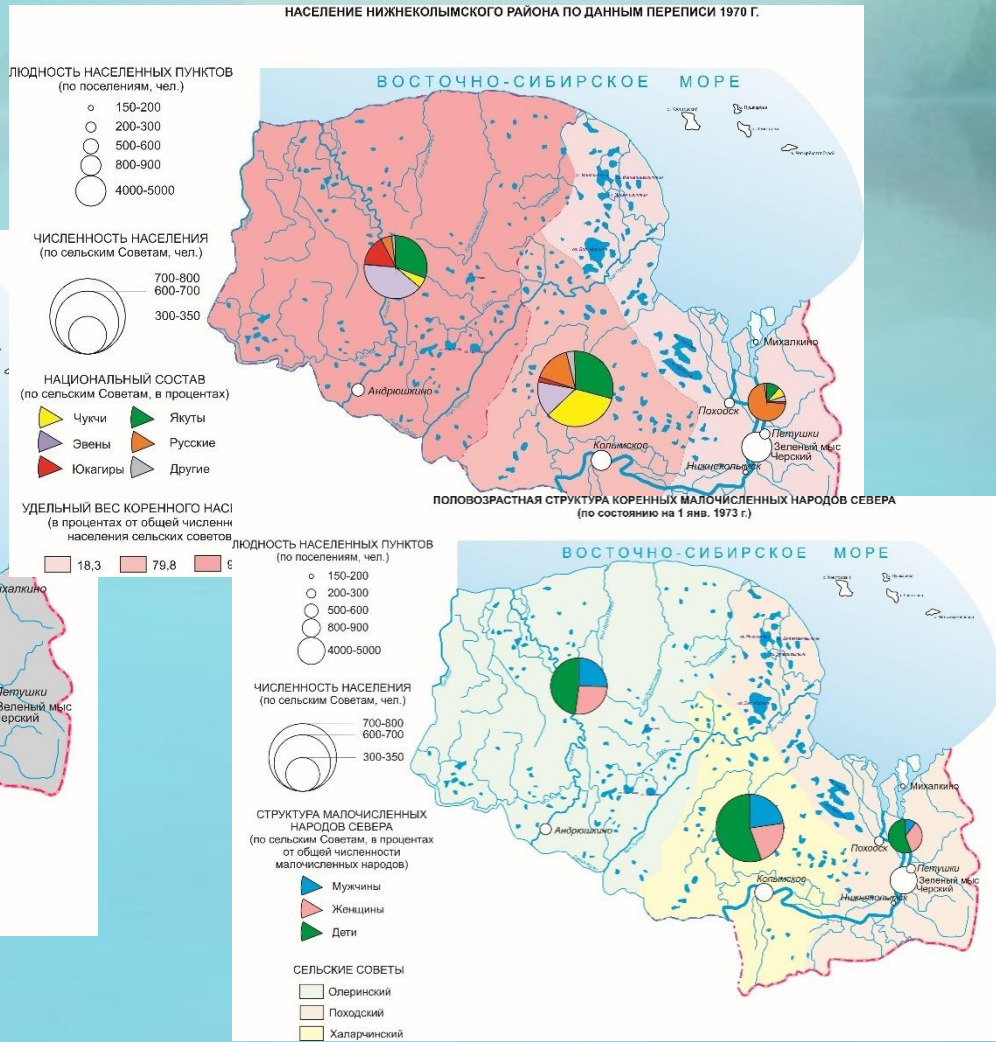 НАСЕЛЕНИЕ НИЖНЕКОЛЫМСКОГО РАЙОНА ПО ДАННЫМ ПЕРЕПИСИ 1970 Г.
ЛЮДНОСТЬ НАСЕЛЕННЫХ ПУНКТОВ
(по поселениям, чел.)
150-200
200-300
500-600
800-900
4000-5000
ЧИСЛЕННОСТЬ НАСЕЛЕНИЯ
(по сельским Советам, чел.)
700-800
600-700
300-350
НАЦИОНАЛЬНЫЙ СОСТАВ
(по сельским Советам, в процентах)
Чукчи
Якуты
Эвены
Русские
Юкагиры
Другие
УДЕЛЬНЫЙ ВЕС КОРЕННОГО НАСЕ
(в процентах от общей численн
населения сельских советов
18,3
79,8
9
ВОСТОЧНО-СИБИРСКОЕ МОРЕ
Михалкино
Походск
Петушки
Зеленый мыс
Черский
Нижнеколымск
Колымское
Андрюшкино
ихалкино
Петушки
Зеленый мыс
ерский
ПОЛОВОЗРАСТНАЯ СТРУКТУРА КОРЕННЫХ МАЛОЧИСЛЕННЫХ НАРОДОВ СЕВЕРА
(по состоянию на 1 янв. 1973 г.)
ЛЮДНОСТЬ НАСЕЛЕННЫХ ПУНКТОВ
(по поселениям, чел.)
150-200
200-300
500-600
800-900
4000-5000
ЧИСЛЕННОСТЬ НАСЕЛЕНИЯ
(по сельским Советам, чел.)
700-800
600-700
300-350
СТРУКТУРА МАЛОЧИСЛЕННЫХ
НАРОДОВ СЕВЕРА
(по сельским Советам, в процентах
от общей численности
малочисленных народов)
Мужчины
Женщины
Дети
СЕЛЬСКИЕ СОВЕТЫ
Олеринский
Походский
Халарчинский
ВОСТОЧНО-СИБИРСКОЕ МОРЕ
Михалкино
Походск
Петушки
Зеленый мыс
Черский
Нижнеколымск
Колымское
Андрюшкино